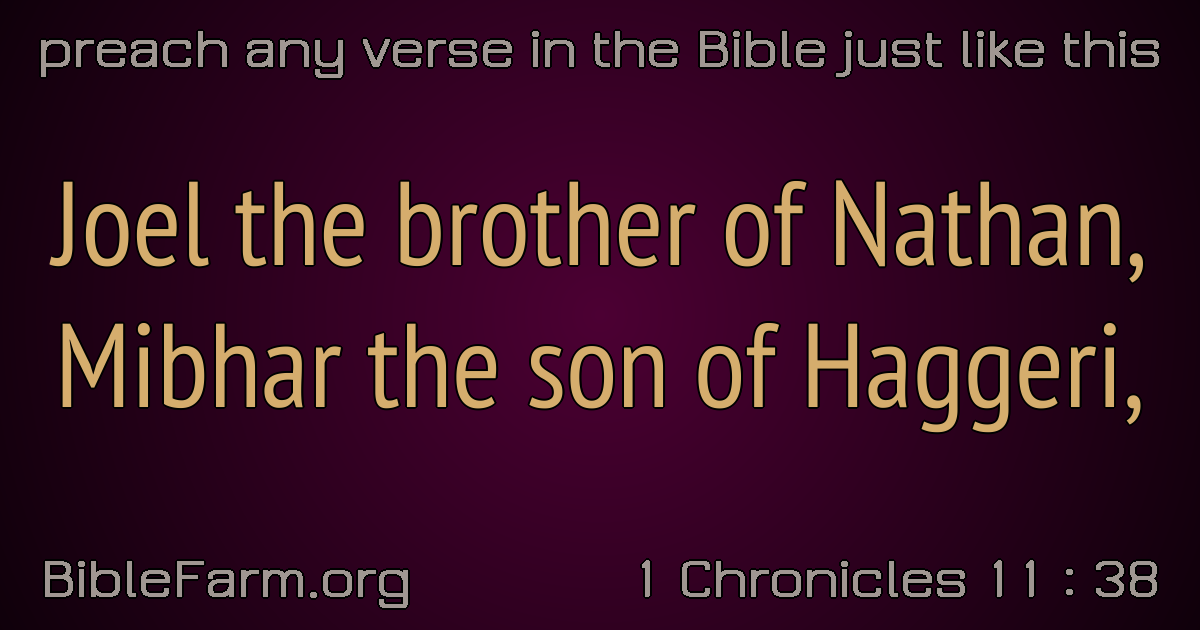 preach any verse in the Bible just like this
Joel the brother of Nathan,
Mibhar the son of Haggeri,
BibleFarm.org
1 Chronicles 11 : 38